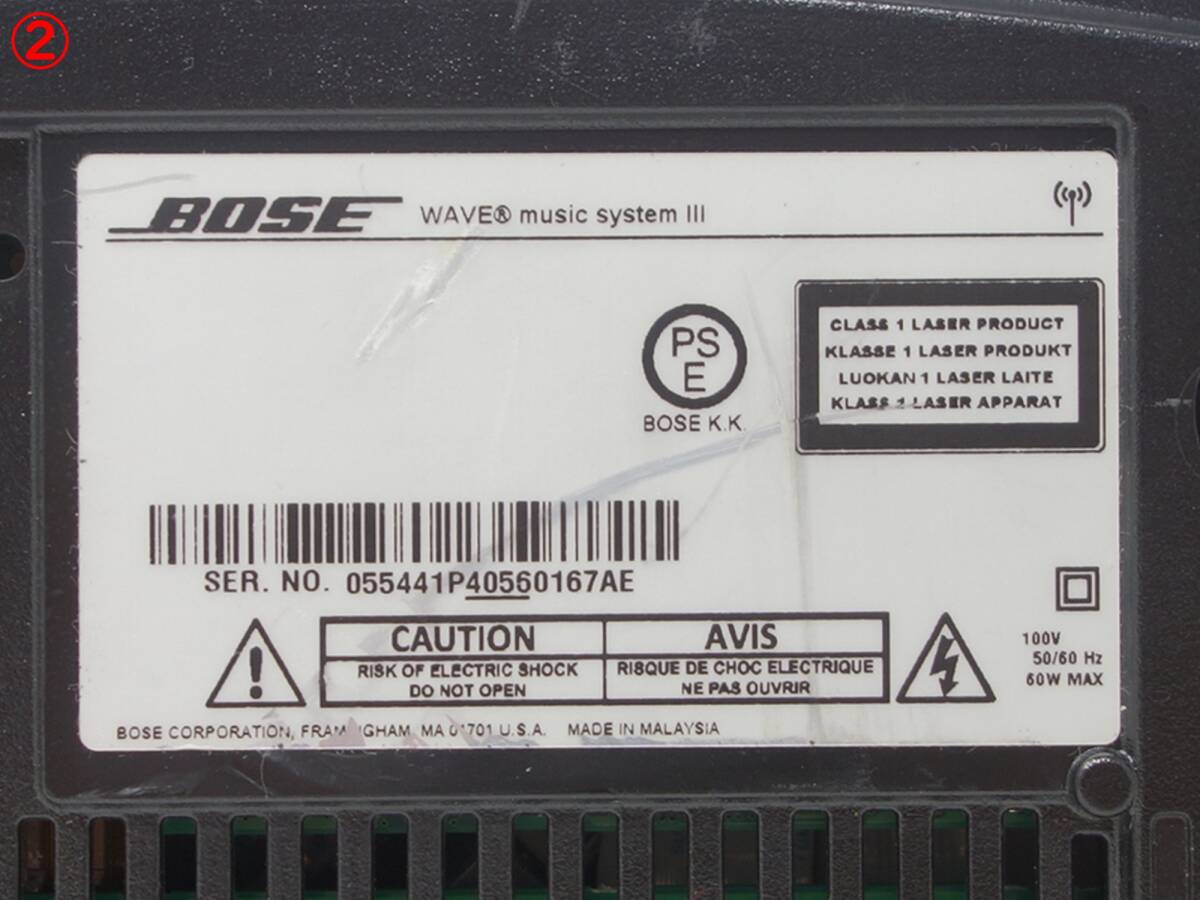 ②
BOSE WAVE® music system III
PS
E
BOSE K.K.
CLASS 1 LASER PRODUCT
KLASSE 1 LASER PRODUKT
LUOKAN 1 LASER LAITE
KLASS 1 LASER APPARAT
SER. NO. 055441P40560167AE
CAUTION
RISK OF ELECTRIC SHOCK
DO NOT OPEN
AVIS
RISQUE DE CHOC ELECTRIQUE
NE PAS OUVRIR
100V
50/60 Hz
60W MAX
BOSE CORPORATION, FRAMINGHAM, MA 01701 U.S.A. MADE IN MALAYSIA